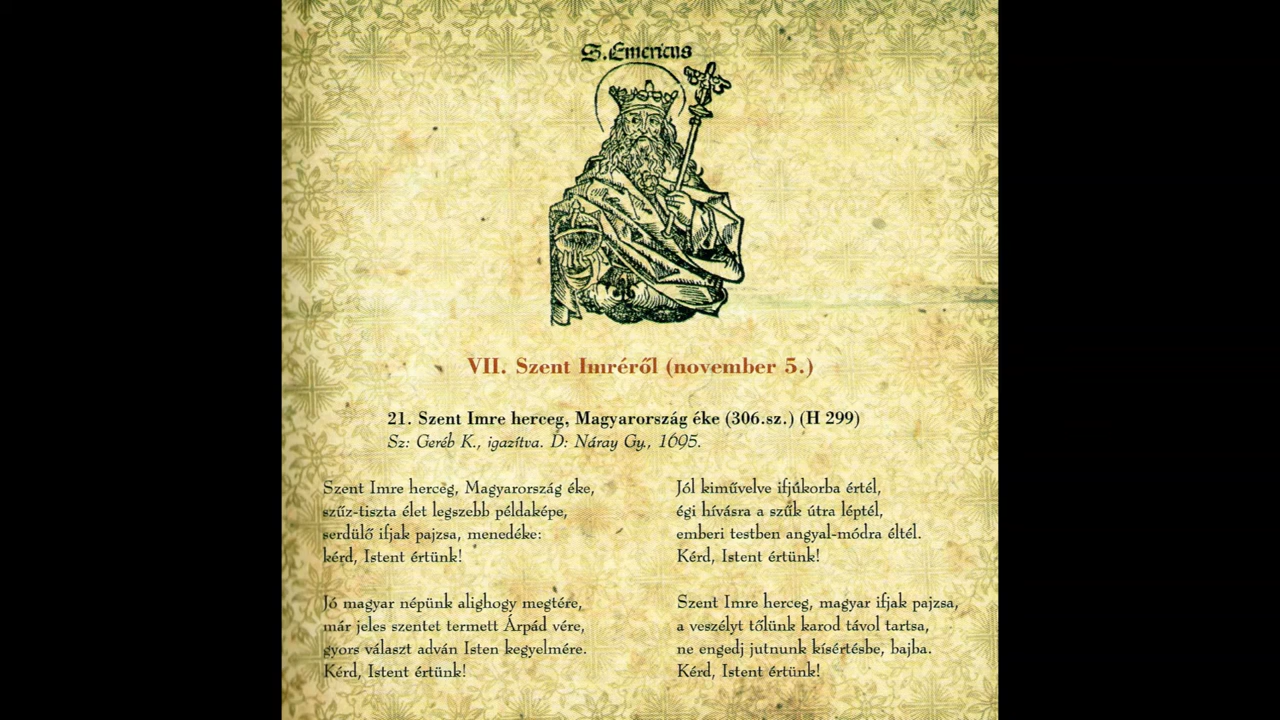 S. Emericus
VII. Szent Imréről (november 5.)
21. Szent Imre herceg, Magyarország éke (306.sz.) (H 299)
Sz: Geréb K., igazítva. D: Náray Gy., 1695.
Szent Imre herceg, Magyarország éke,
szűz-tiszta élet legszebb példaképe,
serdülő ifjak pajzsa, menedéke:
kérd, Istent értünk!
Jó magyar népünk alighogy megtére,
már jeles szentet termett Árpád vére,
gyors választ adván Isten kegyelmére.
Kérd, Istent értünk!
Jól kiművelve ifjúkorba értél,
égi hívásra a szűk útra léptél,
emberi testben angyal-módra éltél.
Kérd, Istent értünk!
Szent Imre herceg, magyar ifjak pajzsa,
a veszélyt tőlünk karod távol tartsa,
ne engedj jutnunk kísértésbe, bajba.
Kérd, Istent értünk!